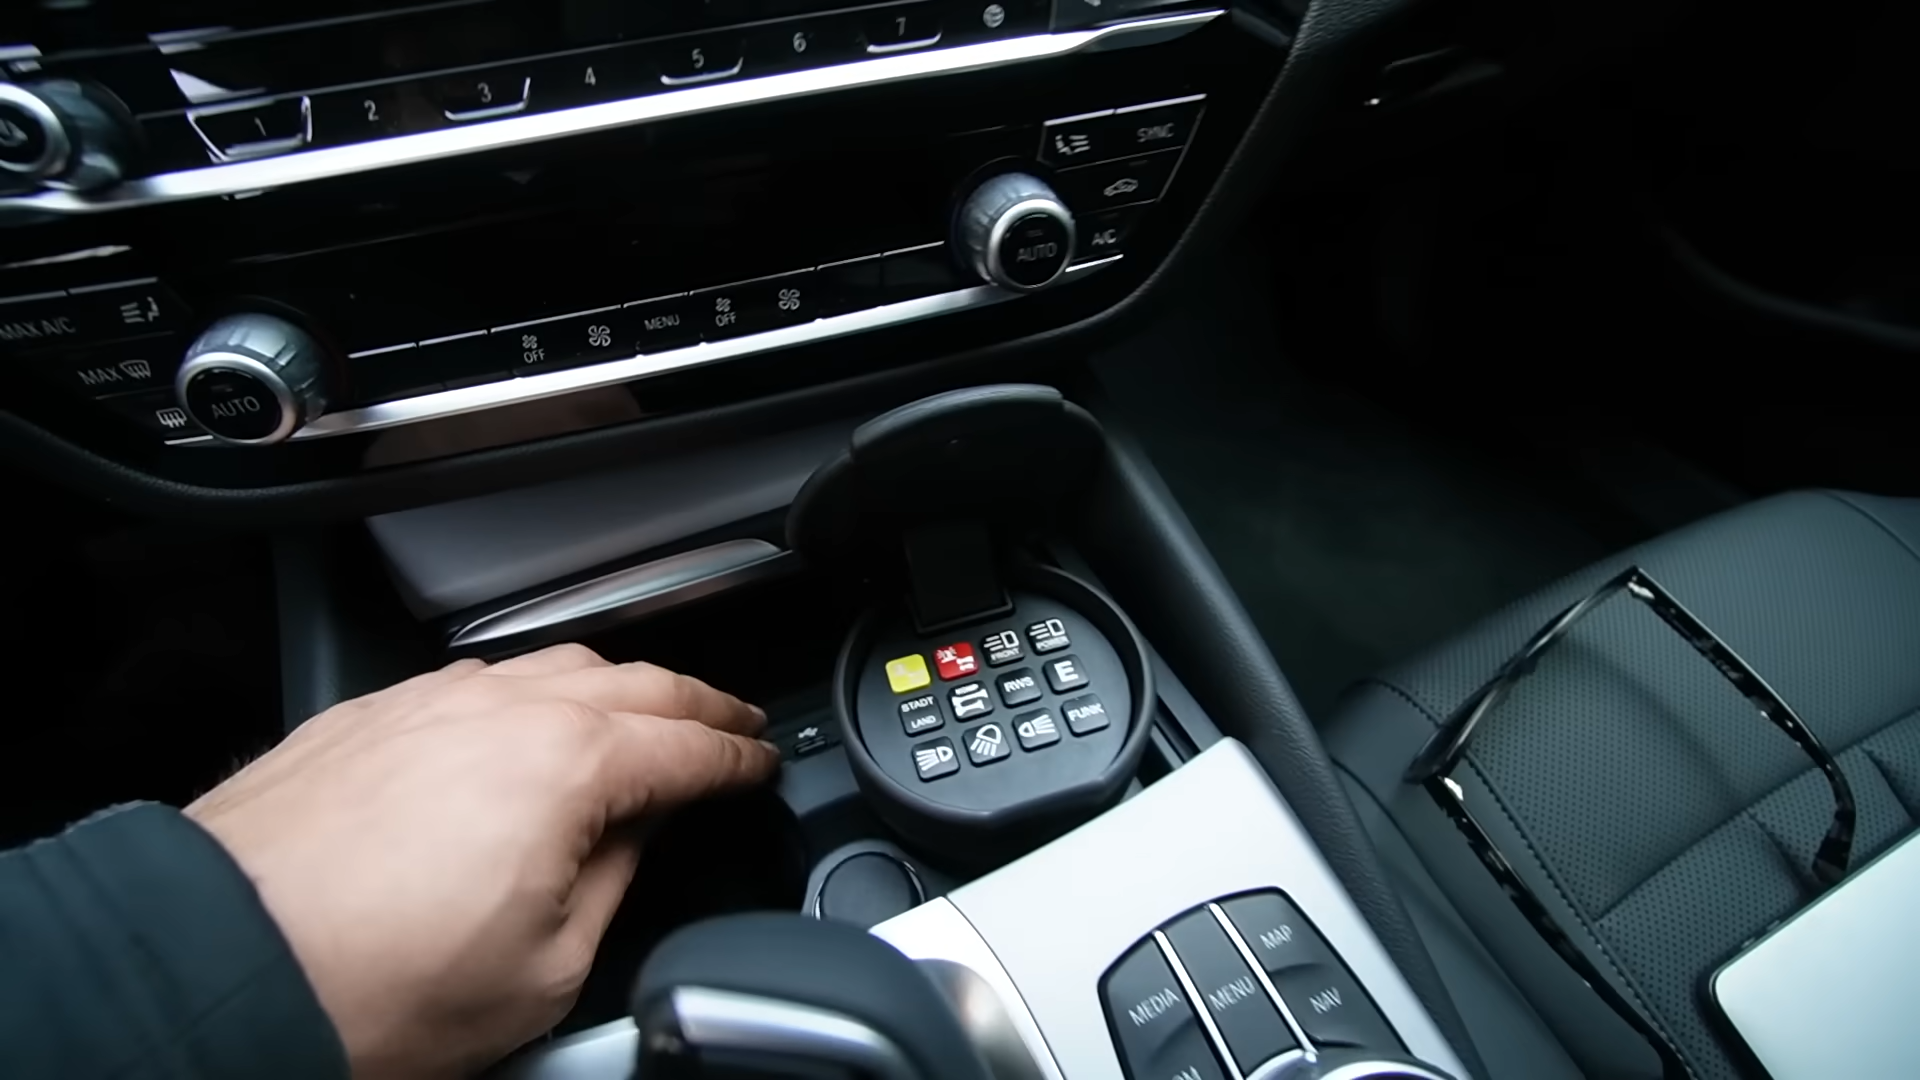 1 2 3 4 5 6 7
SYNC
A/C
AUTO
MAX A/C
MAX
AUTO
OFF
MENU
OFF
FRONT
POWER
STADT
LAND
RWS
E
FUNK
MAP
MEDIA
MENU
NAV